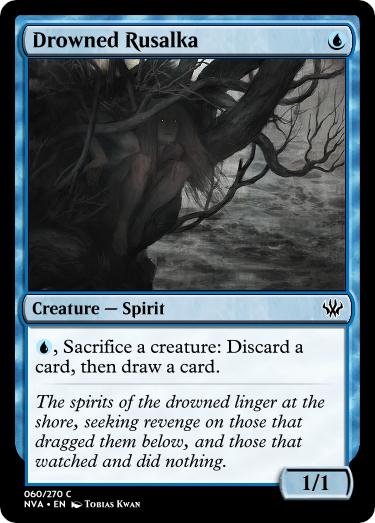 Drowned Rusalka
Creature — Spirit
, Sacrifice a creature: Discard a
card, then draw a card.
The spirits of the drowned linger at the
shore, seeking revenge on those that
dragged them below, and those that
watched and did nothing.
1/1
060/270 C
NVA • EN Tobias Kwan